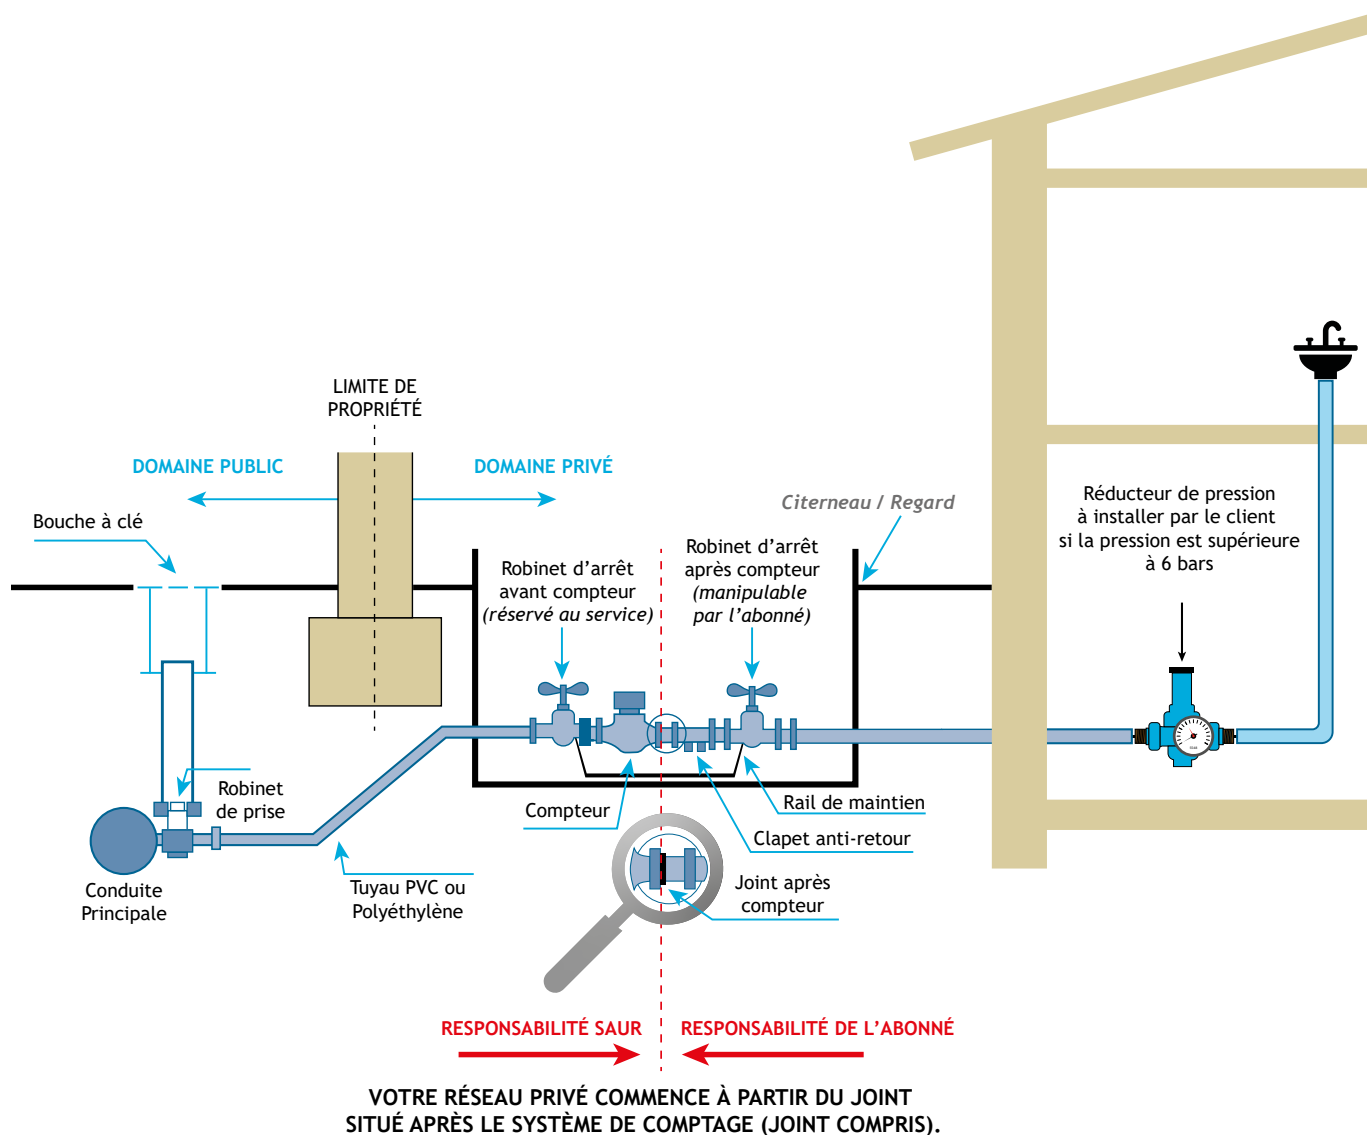 LIMITE DE
PROPRIÉTÉ
DOMAINE PUBLIC
DOMAINE PRIVÉ
Bouche à clé
Citerneau / Regard
Robinet d’arrêt
avant compteur
(réservé au service)
Robinet d’arrêt
après compteur
(manipulable
par l’abonné)
Réducteur de pression
à installer par le client
si la pression est supérieure
à 6 bars
Robinet
de prise
Compteur
Rail de maintien
Clapet anti-retour
Conduite
Principale
Tuyau PVC ou
Polyéthylène
Joint après
compteur
RESPONSABILITÉ SAUR
RESPONSABILITÉ DE L’ABONNÉ
VOTRE RÉSEAU PRIVÉ COMMENCE À PARTIR DU JOINT
SITUÉ APRÈS LE SYSTÈME DE COMPTAGE (JOINT COMPRIS).